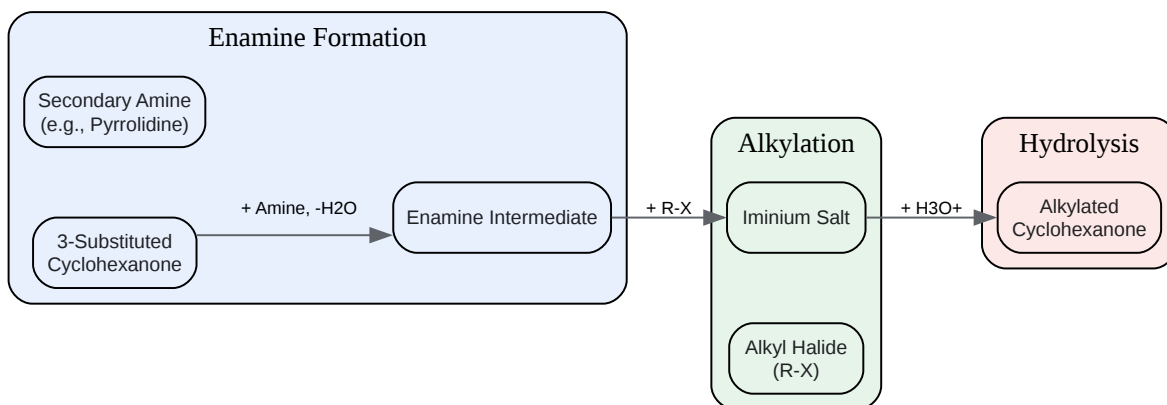 Enamine Formation
Secondary Amine
(e.g., Pyrrolidine)
3-Substituted
Cyclohexanone
+ Amine, -H2O
Enamine Intermediate
+ R-X
Alkylation
Iminium Salt
Alkyl Halide
(R-X)
+ H3O+
Hydrolysis
Alkylated
Cyclohexanone